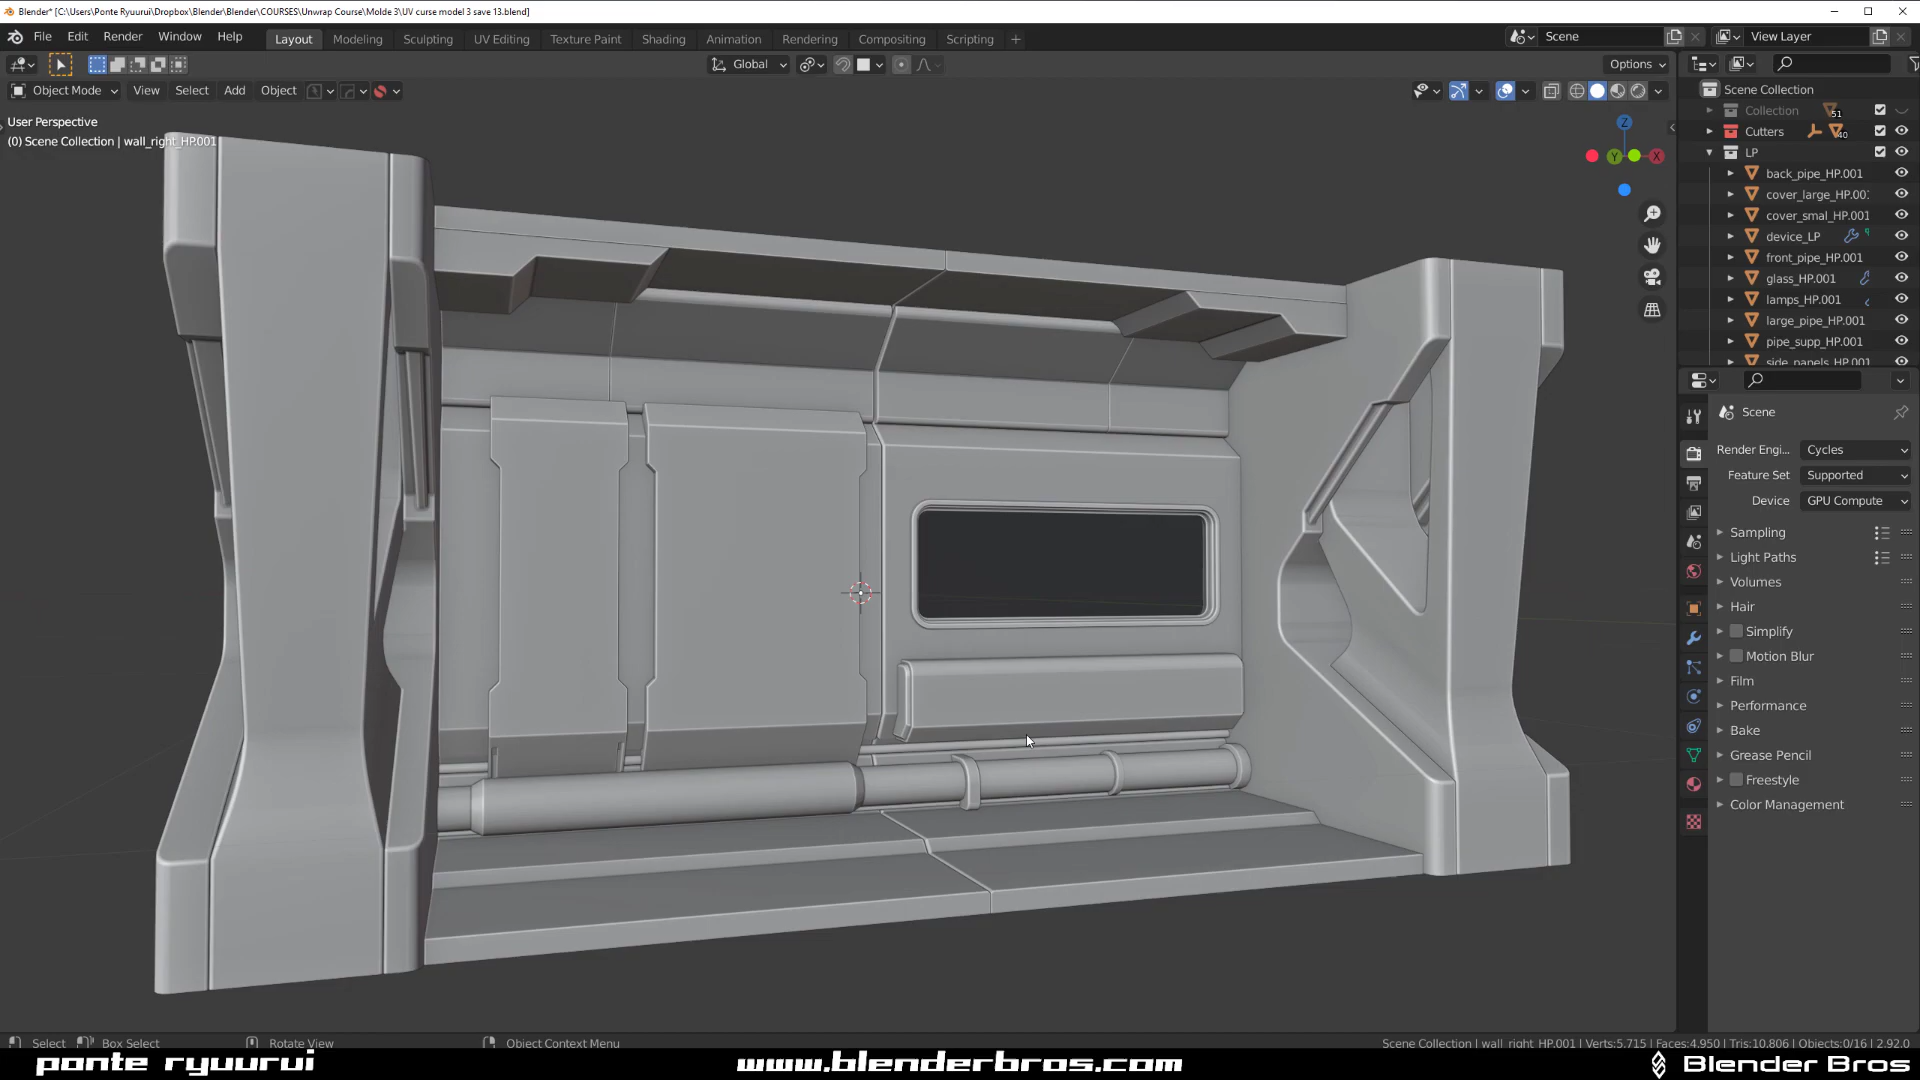 Blender* [C:\Users\Ponte Ryuurui\Dropbox\Blender\Blender\COURSES\Unwrap Course\Molde 3\UV curse model 3 save 13.blend]
File Edit Render Window Help Layout Modeling Sculpting UV Editing Texture Paint Shading Animation Rendering Compositing Scripting + Scene View Layer
Global Options
Object Mode View Select Add Object
User Perspective
(0) Scene Collection | wall_right_HP.001
Z
Y X
Scene Collection
Collection 51
Cutters 40
LP
back_pipe_HP.001
cover_large_HP.00
cover_smal_HP.001
device_LP
front_pipe_HP.001
glass_HP.001
lamps_HP.001
large_pipe_HP.001
pipe_supp_HP.001
side_panels_HP.001
Scene
Render Engi... Cycles
Feature Set Supported
Device GPU Compute
Sampling
Light Paths
Volumes
Hair
Simplify
Motion Blur
Film
Performance
Bake
Grease Pencil
Freestyle
Color Management
Select Box Select Rotate View Object Context Menu Scene Collection | wall_right_HP.001 | Verts:5.715 | Faces:4.950 | Tris:10.806 | Objects:0/16 | 2.92.0
ponte ryuurui www.blenderbros.com Blender Bros